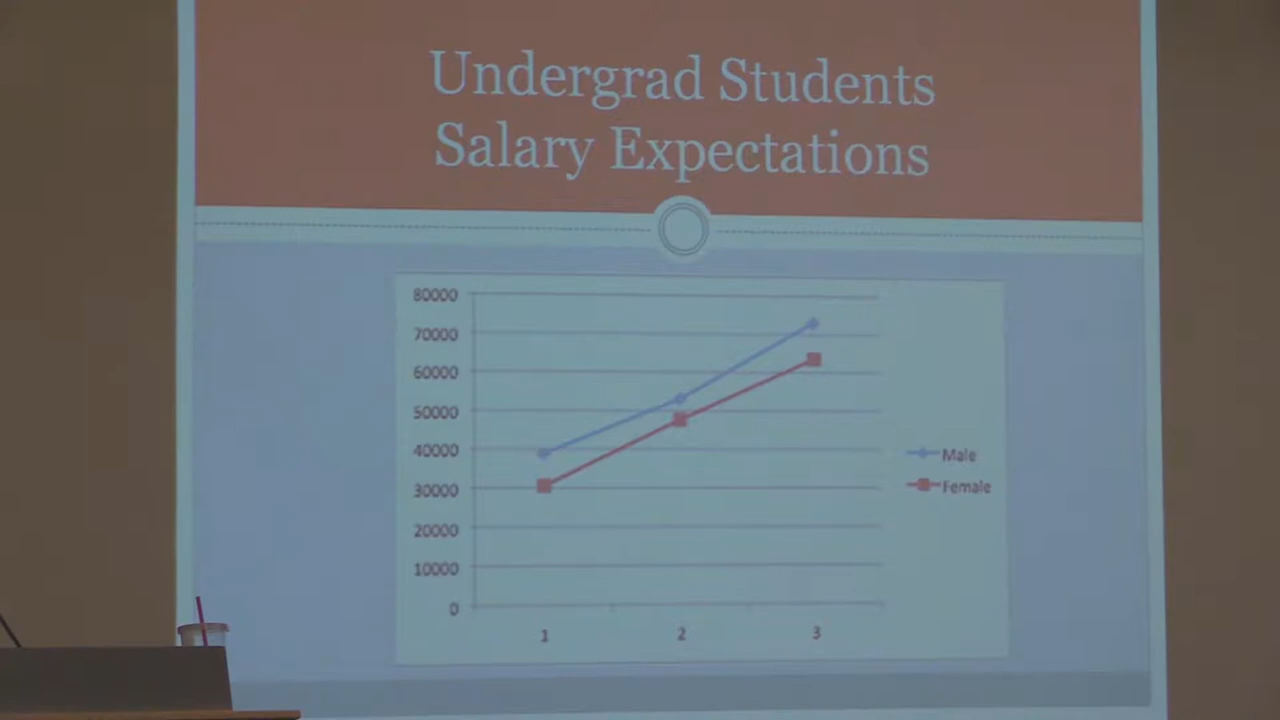 Undergrad Students
Salary Expectations
80000
70000
60000
50000
40000
30000
20000
10000
0
1 2 3
Male
Female